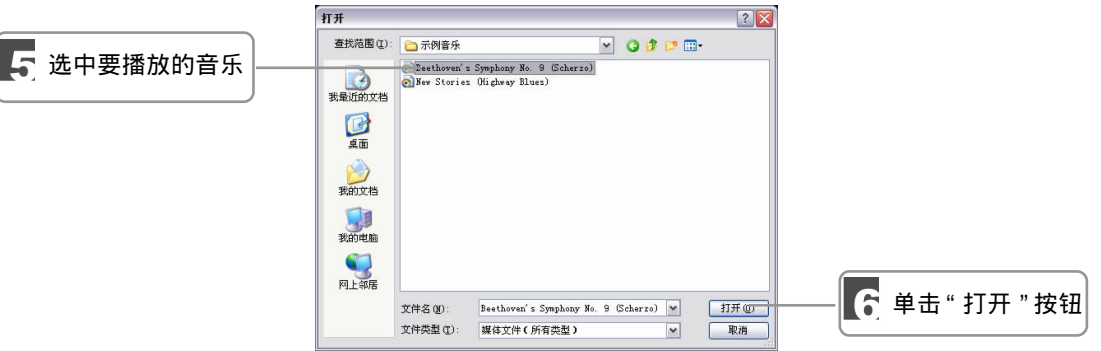 打开
查找范围(I):
示例音乐
5 选中要播放的音乐
Beethoven's Symphony No. 9 (Scherzo)
New Stories (Highway Blues)
我最近的文档
桌面
我的文档
我的电脑
网上邻居
文件名(N):
Beethoven's Symphony No. 9 (Scherzo)
打开(O)
文件类型(T):
媒体文件(所有类型)
取消
6 单击“打开”按钮